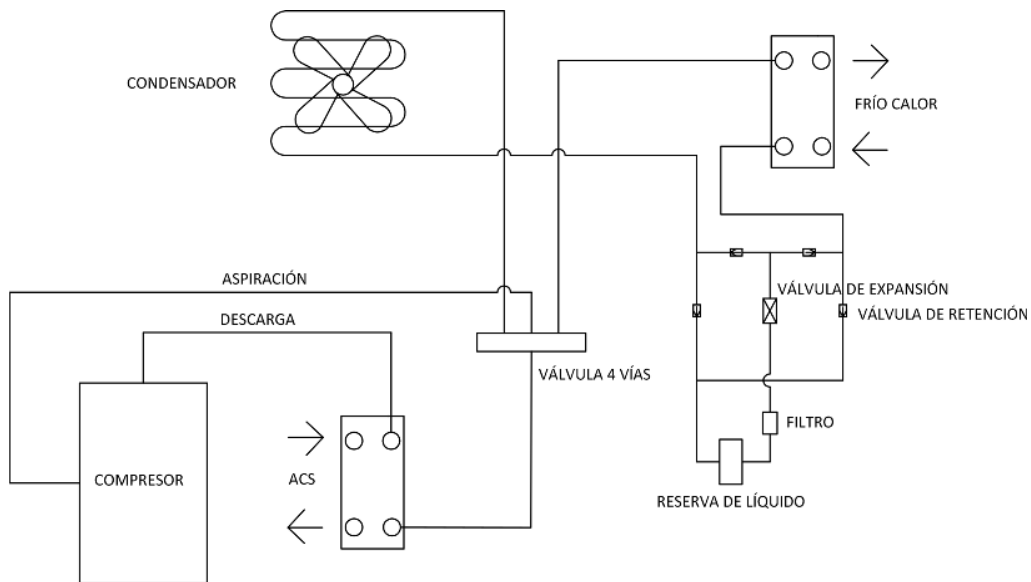 CONDENSADOR
FRÍO CALOR
ASPIRACIÓN
VÁLVULA DE EXPANSIÓN
DESCARGA
VÁLVULA DE RETENCIÓN
VÁLVULA 4 VÍAS
FILTRO
COMPRESOR
ACS
RESERVA DE LÍQUIDO